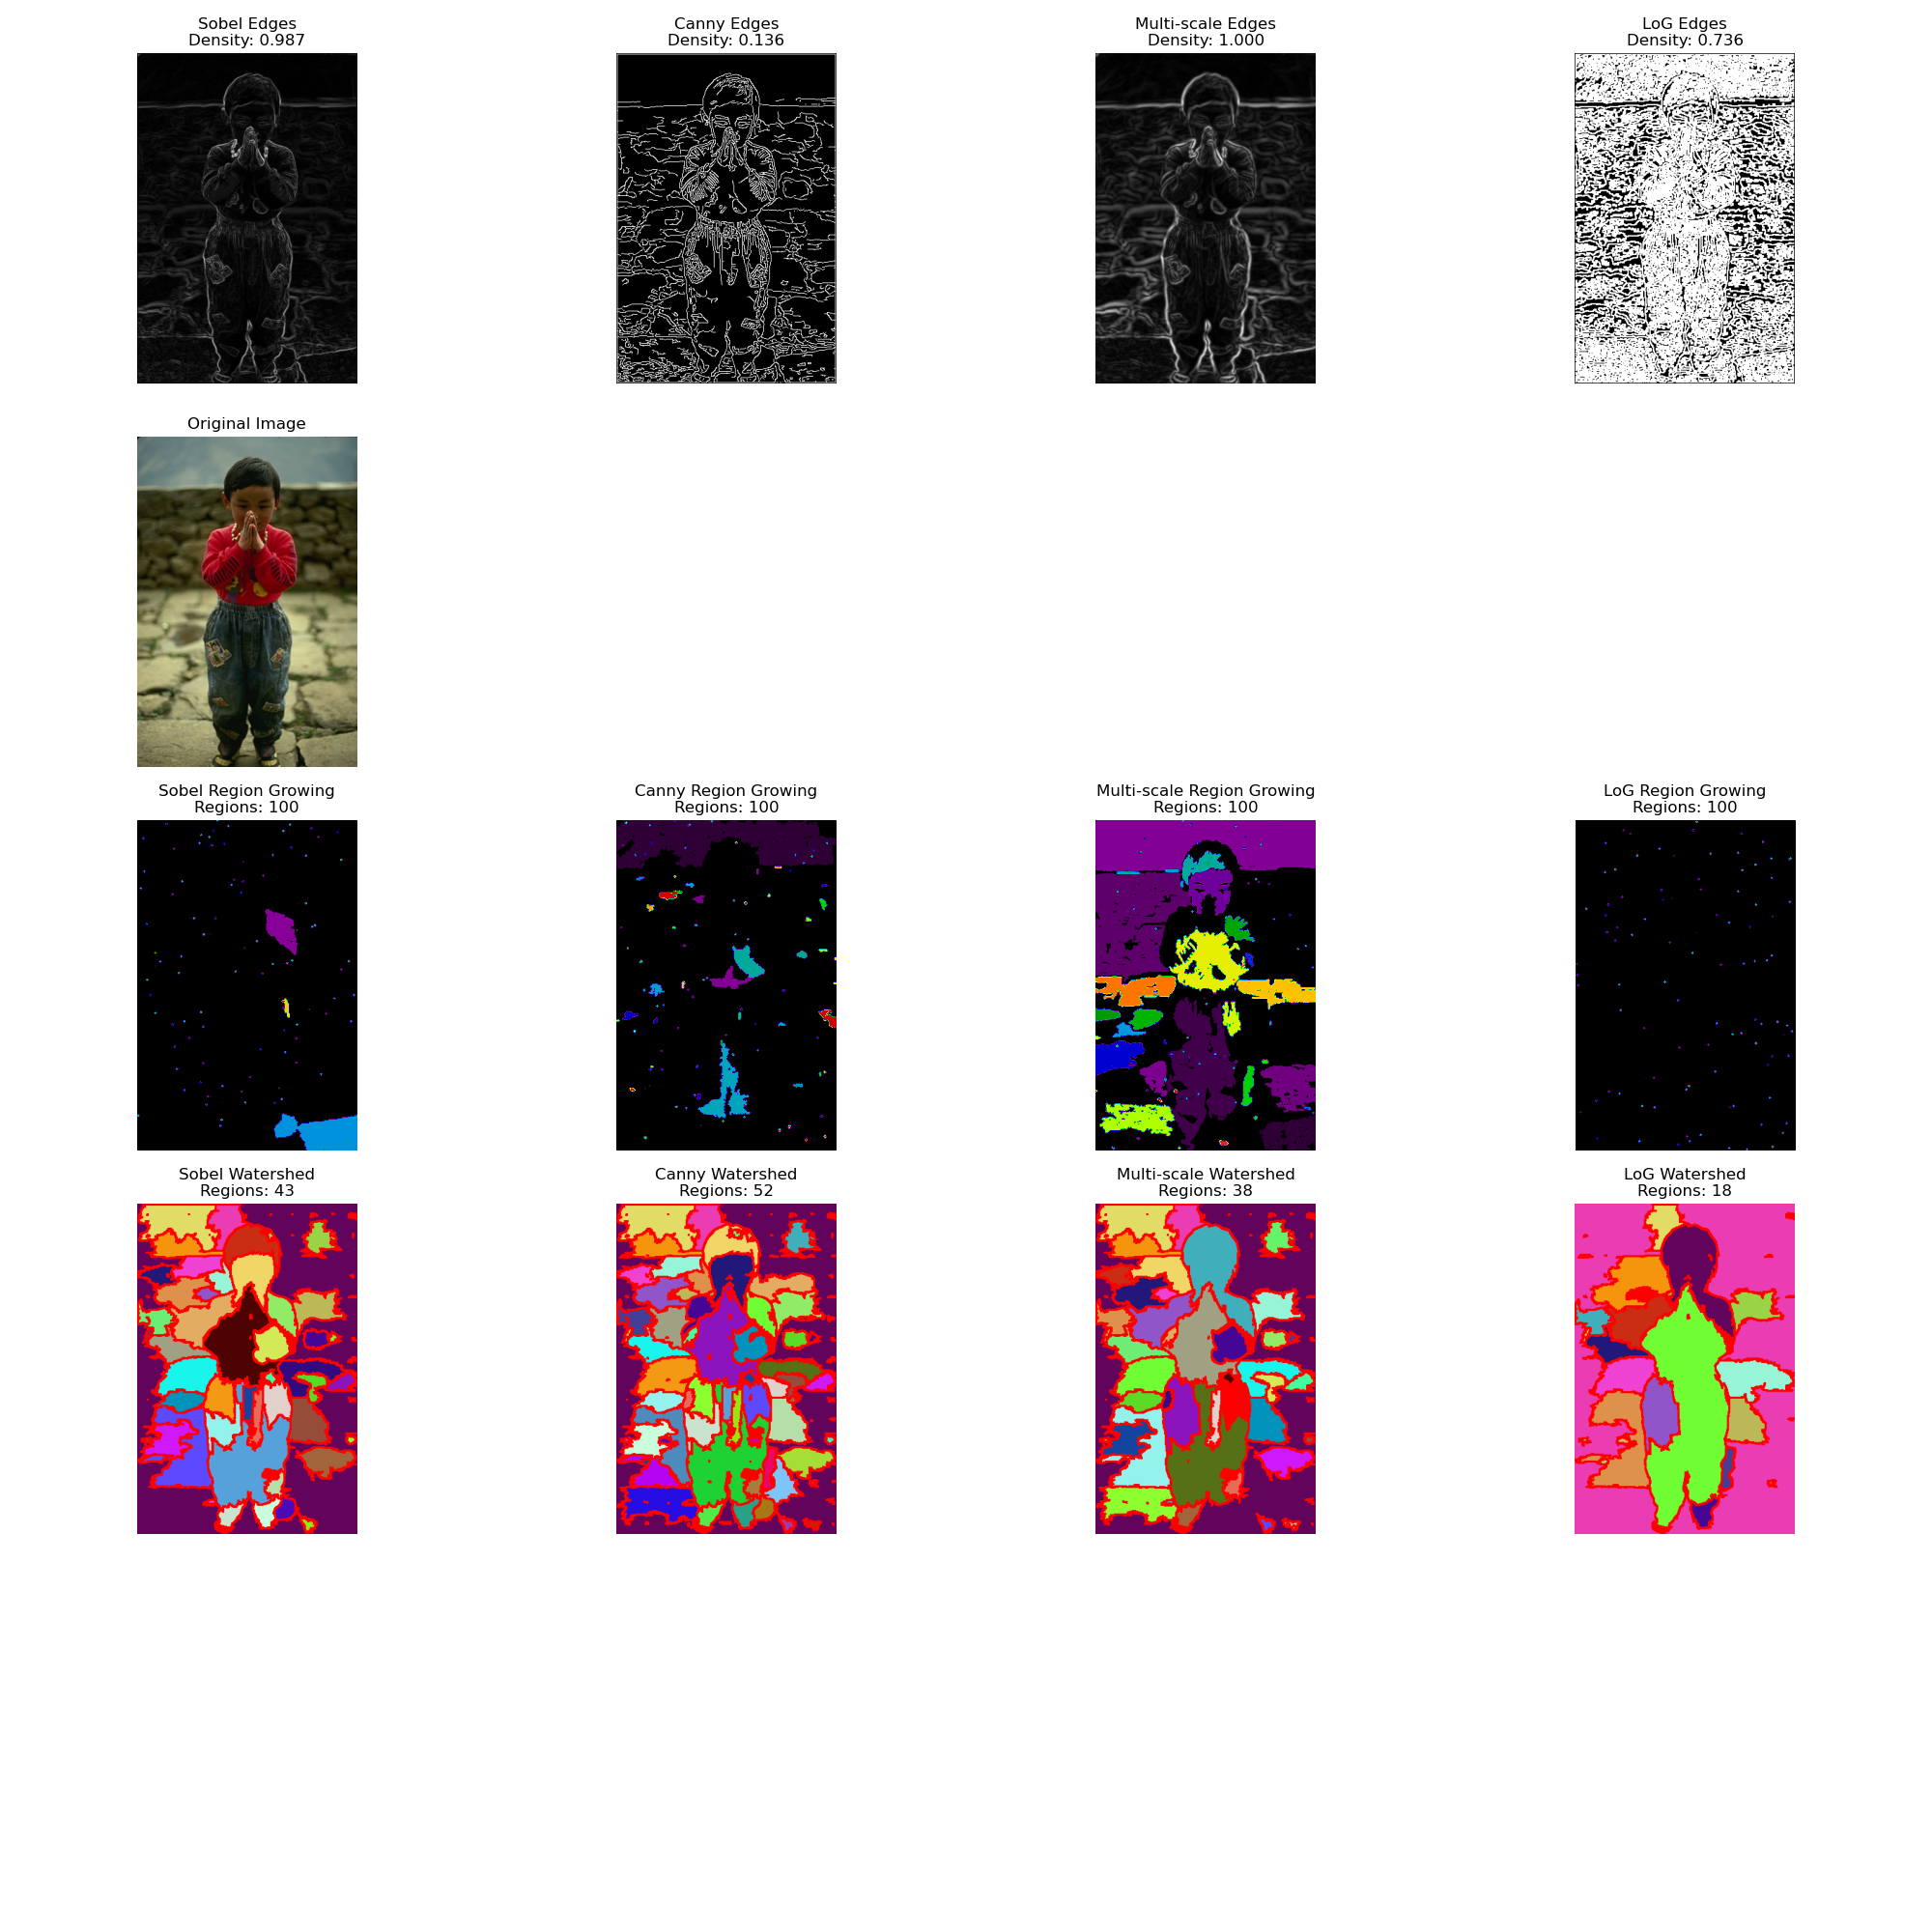 Sobel Edges
Density: 0.987
Canny Edges
Density: 0.136
Multi-scale Edges
Density: 1.000
LoG Edges
Density: 0.736
Original Image
Sobel Region Growing
Regions: 100
Canny Region Growing
Regions: 100
Multi-scale Region Growing
Regions: 100
LoG Region Growing
Regions: 100
Sobel Watershed
Regions: 43
Canny Watershed
Regions: 52
Multi-scale Watershed
Regions: 38
LoG Watershed
Regions: 18